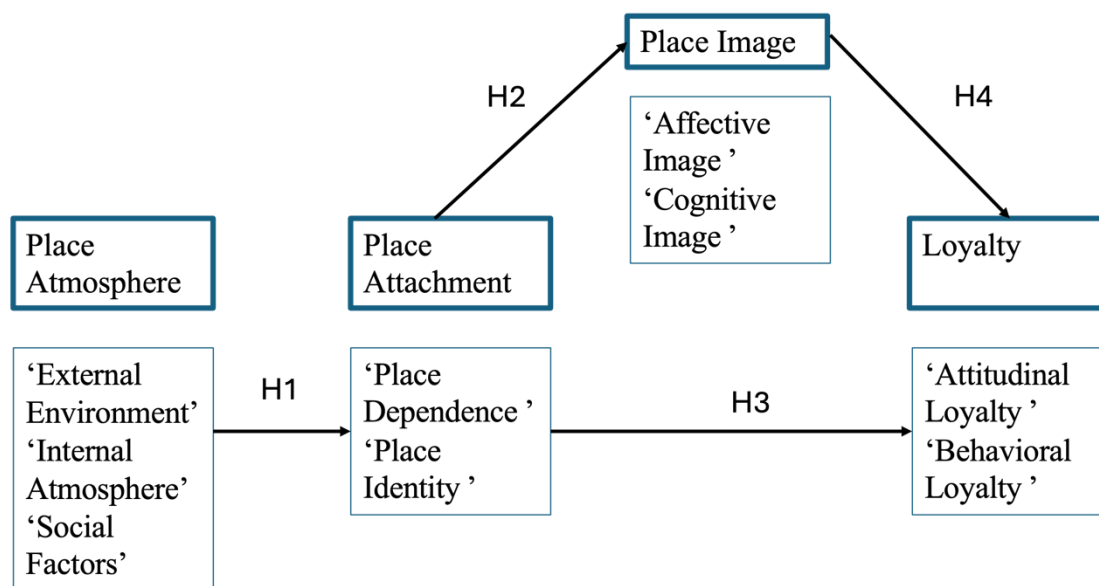 Place Image
H2
H4
‘Affective
Image ’
‘Cognitive
Image ’
Place
Atmosphere
Place
Attachment
Loyalty
‘External
Environment’
‘Internal
Atmosphere’
‘Social
Factors’
H1
‘Place
Dependence ’
‘Place
Identity ’
H3
‘Attitudinal
Loyalty ’
‘Behavioral
Loyalty ’